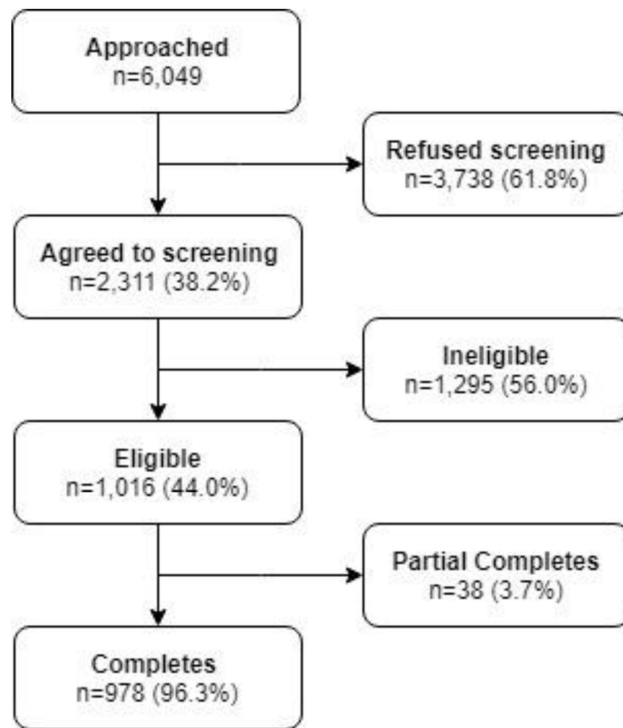 Approached
n=6,049
Refused screening
n=3,738 (61.8%)
Agreed to screening
n=2,311 (38.2%)
Ineligible
n=1,295 (56.0%)
Eligible
n=1,016 (44.0%)
Partial Completes
n=38 (3.7%)
Completes
n=978 (96.3%)